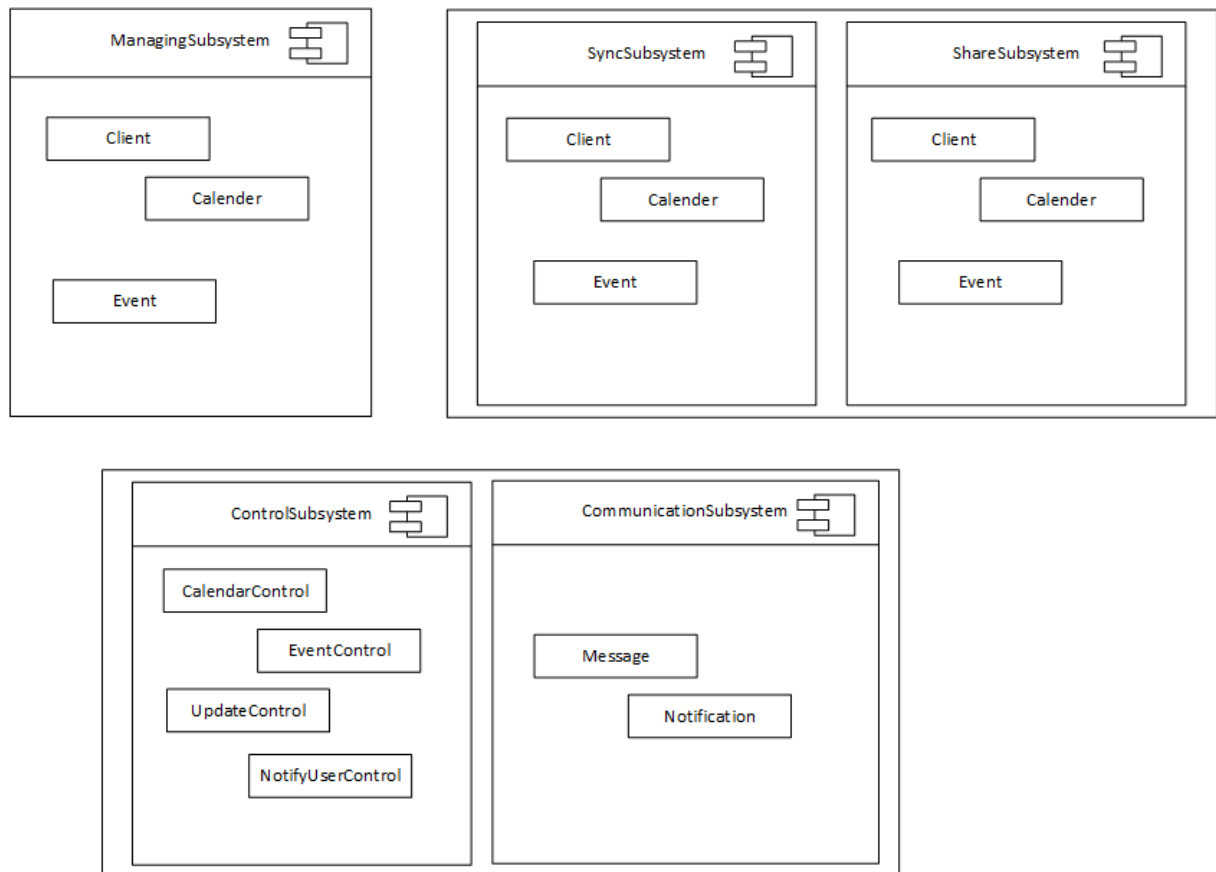 ManagingSubsystem
Client
Calender
Event
SyncSubsystem
Client
Calender
Event
ShareSubsystem
Client
Calender
Event
ControlSubsystem
CalendarControl
EventControl
UpdateControl
NotifyUserControl
CommunicationSubsystem
Message
Notification